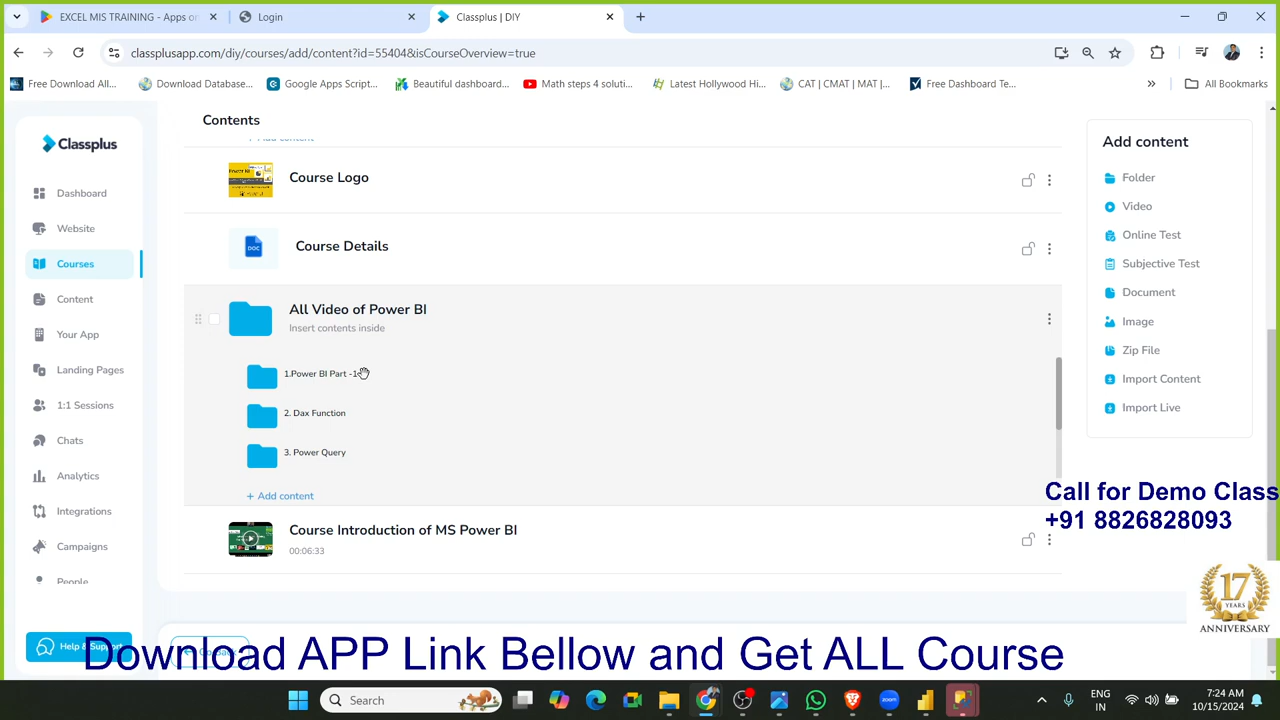 EXCEL MIS TRAINING - Apps on
Login
Classplus | DIY
classplusapp.com/diy/courses/add/content?id=55404&isCourseOverview=true
Free Download All...
Download Database...
Google Apps Script...
Beautiful dashboard...
Math steps 4 soluti...
Latest Hollywood Hi...
CAT | CMAT | MAT |...
Free Dashboard Te...
All Bookmarks
Classplus
Dashboard
Website
Courses
Content
Your App
Landing Pages
1:1 Sessions
Chats
Analytics
Integrations
Campaigns
People
Help & Support
Contents
+ Add content
Course Logo
Course Details
DOC
All Video of Power BI
Insert contents inside
1.Power BI Part -1
2. Dax Function
3. Power Query
+ Add content
Course Introduction of MS Power BI
00:06:33
Add content
Folder
Video
Online Test
Subjective Test
Document
Image
Zip File
Import Content
Import Live
Call for Demo Class
+91 8826828093
17
YEARS
ANNIVERSARY
Download APP Link Bellow and Get ALL Course
Search
ENG
IN
7:24 AM
10/15/2024